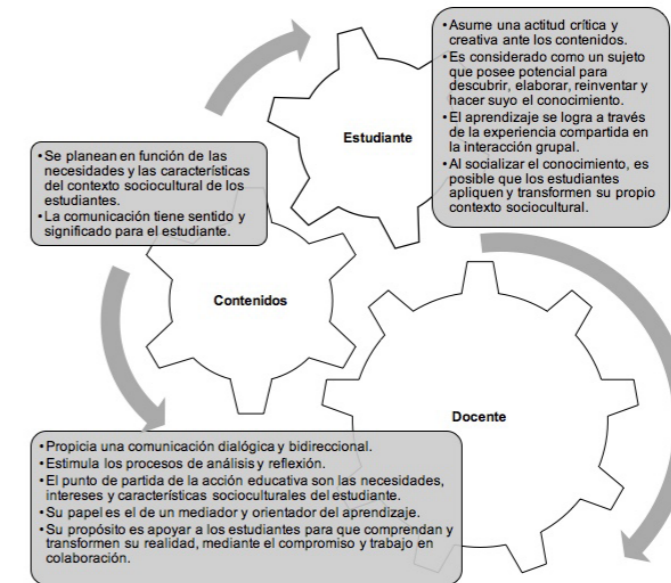 •Asume una actitud crítica y
creativa ante los contenidos.
•Es considerado como un sujeto
que posee potencial para
descubrir, elaborar, reinventar y
hacer suyo el conocimiento.
•El aprendizaje se logra a través
de la experiencia compartida en
la interacción grupal.
•Al socializar el conocimiento, es
posible que los estudiantes
apliquen y transformen su propio
contexto sociocultural.
Estudiante
•Se planean en función de las
necesidades y las características
del contexto sociocultural de los
estudiantes.
•La comunicación tiene sentido y
significado para el estudiante.
Contenidos
Docente
•Propicia una comunicación dialógica y bidireccional.
•Estimula los procesos de análisis y reflexión.
•El punto de partida de la acción educativa son las necesidades,
intereses y características socioculturales del estudiante.
•Su papel es el de un mediador y orientador del aprendizaje.
•Su propósito es apoyar a los estudiantes para que comprendan y
transformen su realidad, mediante el compromiso y trabajo en
colaboración.